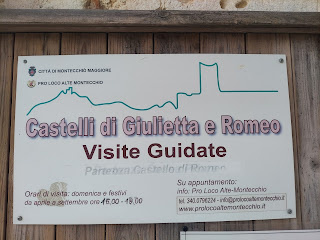 CITTÀ DI MONTECCHIO MAGGIORE
PRO LOCO ALTE MONTECCHIO
Castelli di Giulietta e Romeo
Visite Guidate
Partenza Castello di Romeo
Orari di visita: domenica e festivi
da aprile a settembre ore 16.00 - 19.00
Su appuntamento:
info: Pro Loco Alte-Montecchio
tel. 340.0796224 - info@prolocoaltemontecchio.it
www.prolocoaltemontecchio.it